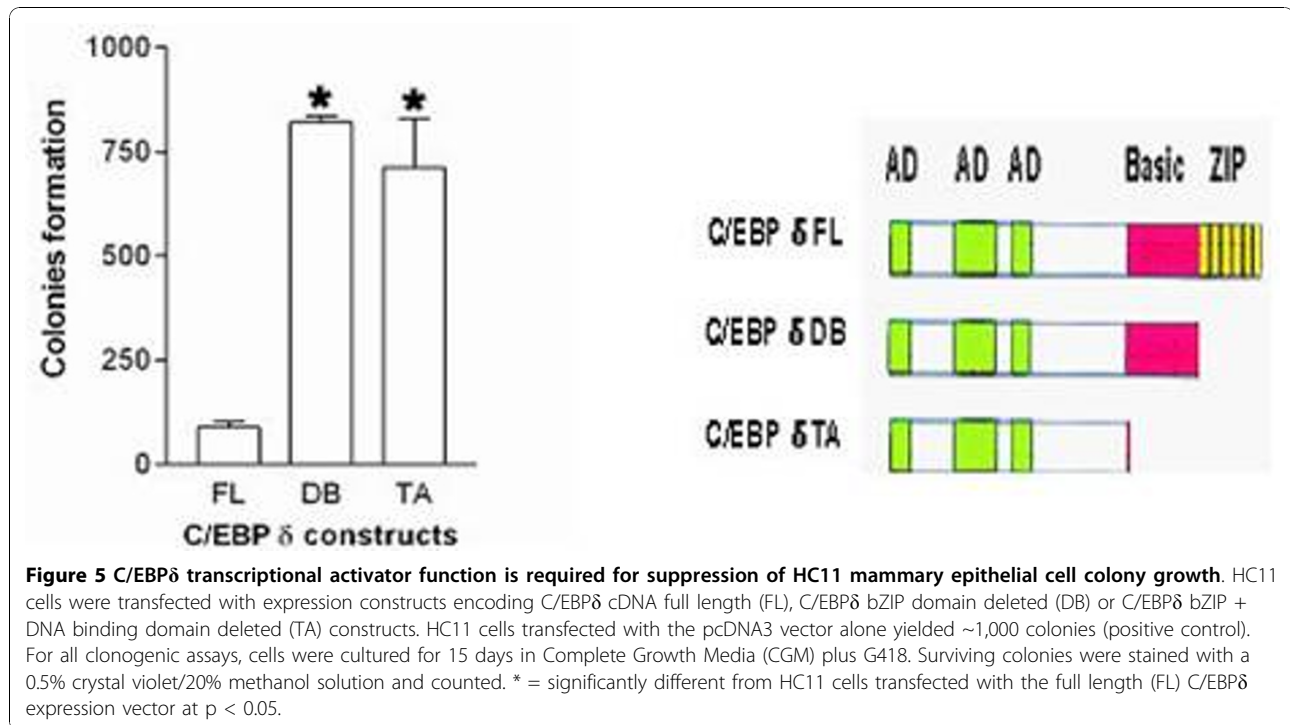 1000
750
500
250
0
Colonies formation
*
*
FL DB TA
C/EBP δ constructs
AD AD AD Basic ZIP
C/EBP δ FL
C/EBP δ DB
C/EBP δ TA
Figure 5 C/EBPδ transcriptional activator function is required for suppression of HC11 mammary epithelial cell colony growth. HC11
cells were transfected with expression constructs encoding C/EBPδ cDNA full length (FL), C/EBPδ bZIP domain deleted (DB) or C/EBPδ bZIP +
DNA binding domain deleted (TA) constructs. HC11 cells transfected with the pcDNA3 vector alone yielded ~1,000 colonies (positive control).
For all clonogenic assays, cells were cultured for 15 days in Complete Growth Media (CGM) plus G418. Surviving colonies were stained with a
0.5% crystal violet/20% methanol solution and counted. * = significantly different from HC11 cells transfected with the full length (FL) C/EBPδ
expression vector at p < 0.05.